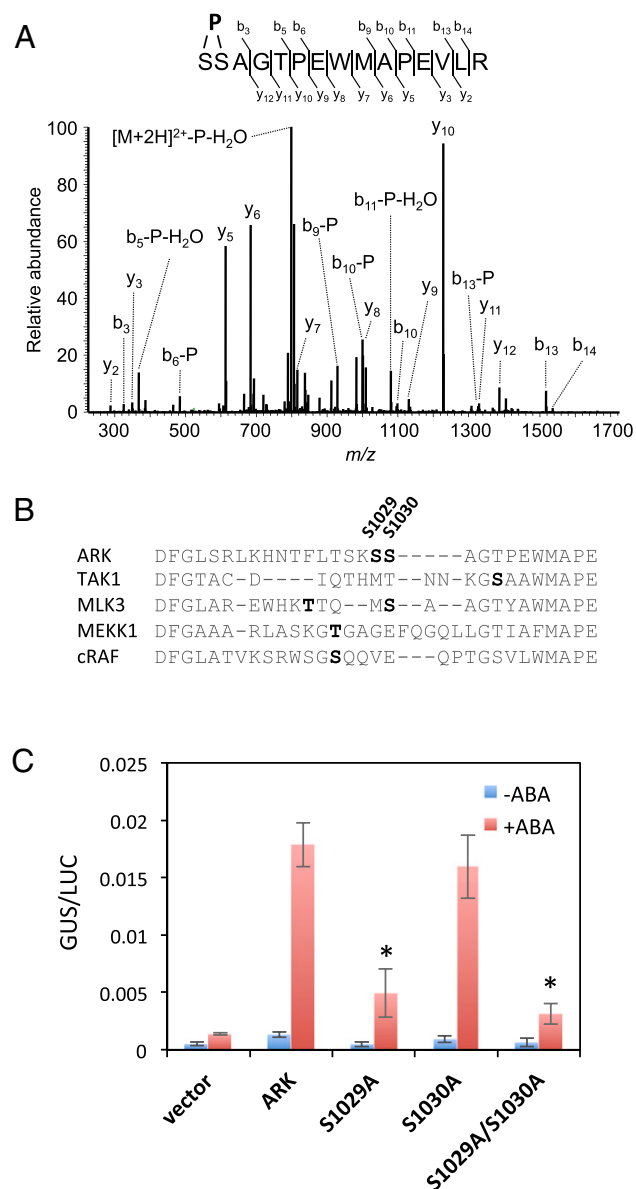 A
P
SSAGTPEWMAPEVLR
b3 b5 b6 b9 b10 b11 b13 b14
y12 y11 y10 y9 y8 y7 y6 y5 y3 y2
[M+2H]2+-P-H2O
y10
b11-P-H2O
y6
b9-P
b5-P-H2O
y5
b10-P
y3
b13-P
y8
y9
b3
y11
y7
b6-P
y12
y2
b10
b13
b14
Relative abundance
100
80
60
40
20
0
300 500 700 900 1100 1300 1500 1700
m/z
B
S1029
S1030
ARK DFGLSRLKHNTFLTSKSS-----AGTPEWMAPE
TAK1 DFGTAC-D----IQTHMT--NN-KGSAAWMAPE
MLK3 DFGLAR-EWHKTTQ--MS--A--AGTYAWMAPE
MEKK1 DFGAAA-RLASKGTGAGEFQGQLLGTIAFMAPE
cRAF DFGLATVKSRWSGSQQVE---QPTGSVLWMAPE
C
GUS/LUC
0.025
0.02
0.015
0.01
0.005
0
-ABA
+ABA
*
*
vector
ARK
S1029A
S1030A
S1029A/S1030A